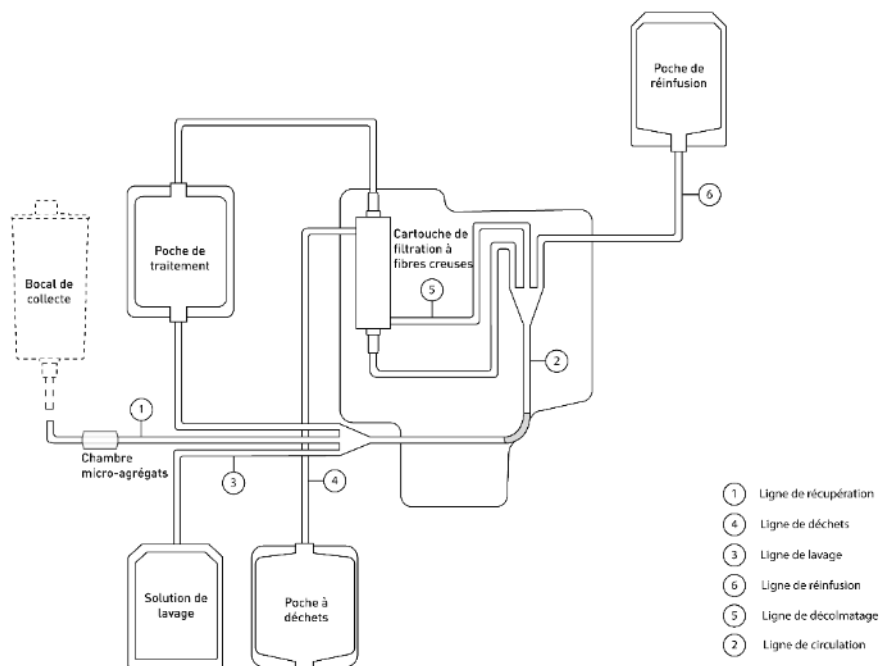 Poche de
réinfusion
6
Poche de
traitement
Cartouche de
filtration à
fibres creuses
Bocal de
collecte
5
2
1
Chambre
micro-agrégats
3
4
Solution de
lavage
Poche à
déchets
1 Ligne de récupération
4 Ligne de déchets
3 Ligne de lavage
6 Ligne de réinfusion
5 Ligne de décolmatage
2 Ligne de circulation